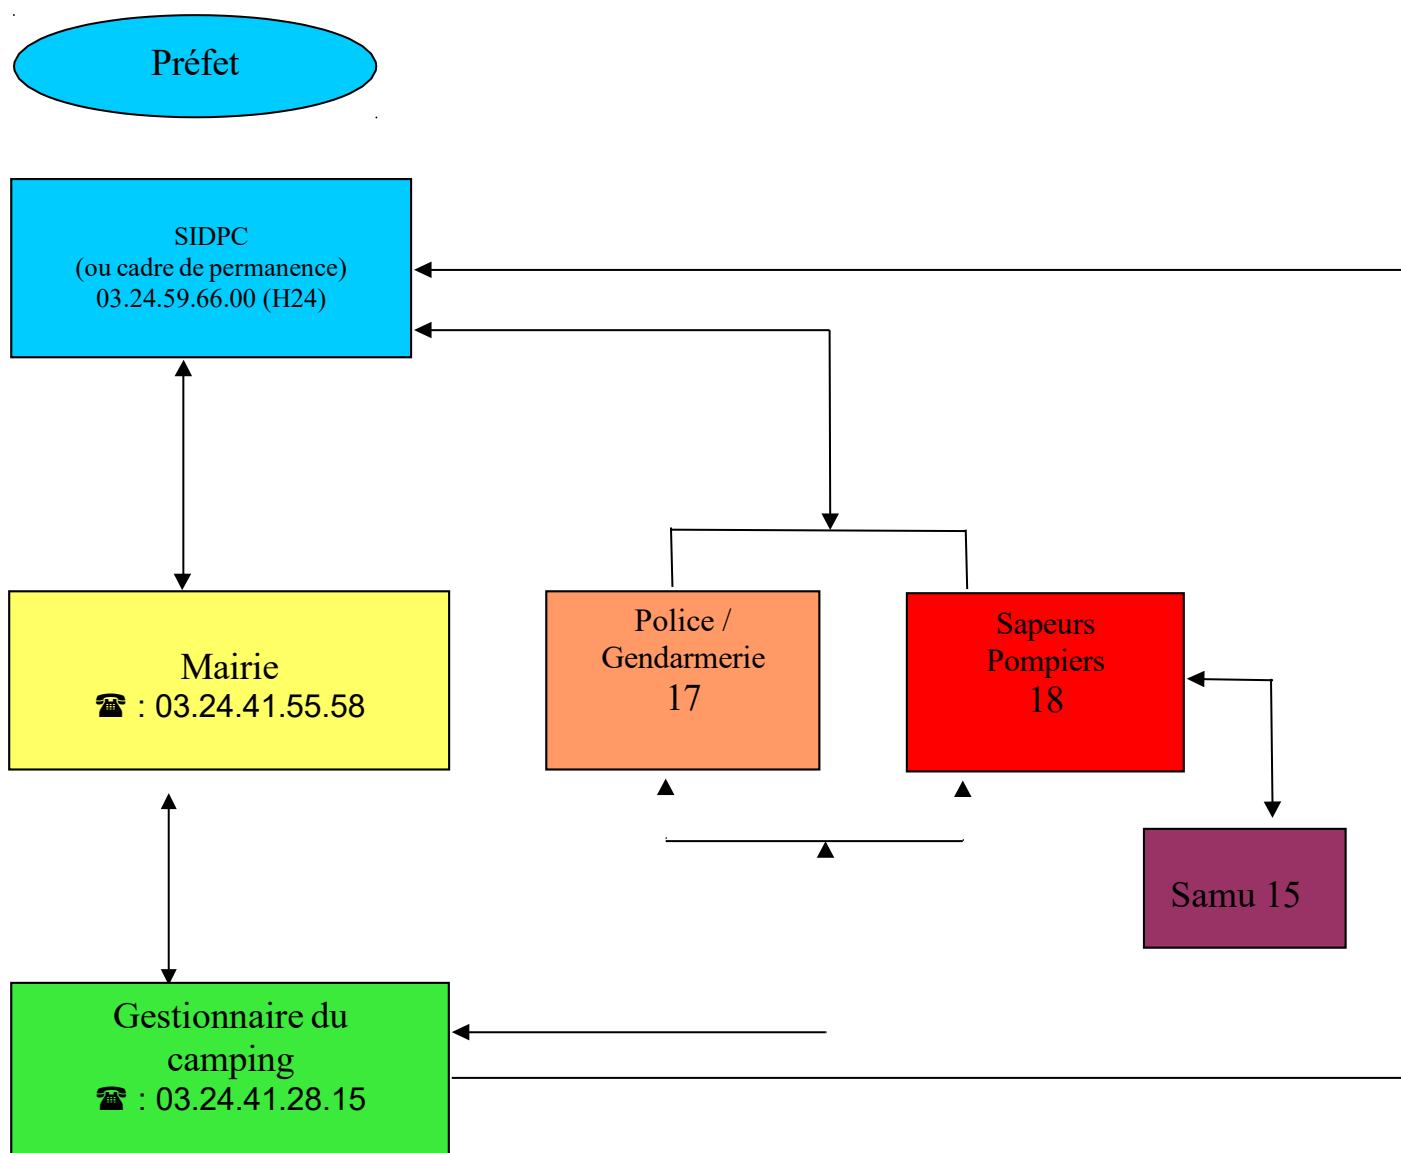 Préfet
SIDPC
(ou cadre de permanence)
03.24.59.66.00 (H24)
Mairie
☎ : 03.24.41.55.58
Police /
Gendarmerie
17
Sapeurs
Pompiers
18
Samu 15
Gestionnaire du
camping
☎ : 03.24.41.28.15